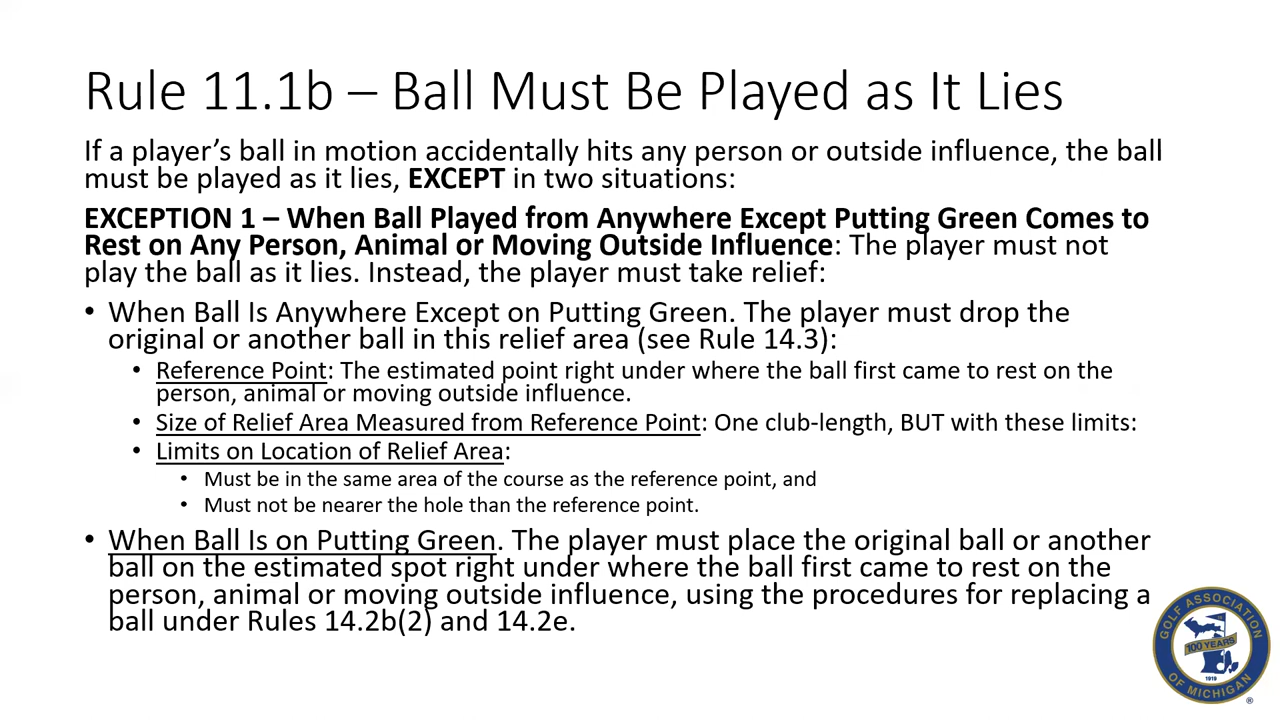 Rule 11.1b – Ball Must Be Played as It Lies
If a player’s ball in motion accidentally hits any person or outside influence, the ball
must be played as it lies, EXCEPT in two situations:
EXCEPTION 1 – When Ball Played from Anywhere Except Putting Green Comes to
Rest on Any Person, Animal or Moving Outside Influence: The player must not
play the ball as it lies. Instead, the player must take relief:
• When Ball Is Anywhere Except on Putting Green. The player must drop the
original or another ball in this relief area (see Rule 14.3):
• Reference Point: The estimated point right under where the ball first came to rest on the
person, animal or moving outside influence.
• Size of Relief Area Measured from Reference Point: One club-length, BUT with these limits:
• Limits on Location of Relief Area:
• Must be in the same area of the course as the reference point, and
• Must not be nearer the hole than the reference point.
• When Ball Is on Putting Green. The player must place the original ball or another
ball on the estimated spot right under where the ball first came to rest on the
person, animal or moving outside influence, using the procedures for replacing a
ball under Rules 14.2b(2) and 14.2e.
GOLF ASSOCIATION
100 YEARS
1919
OF MICHIGAN
®